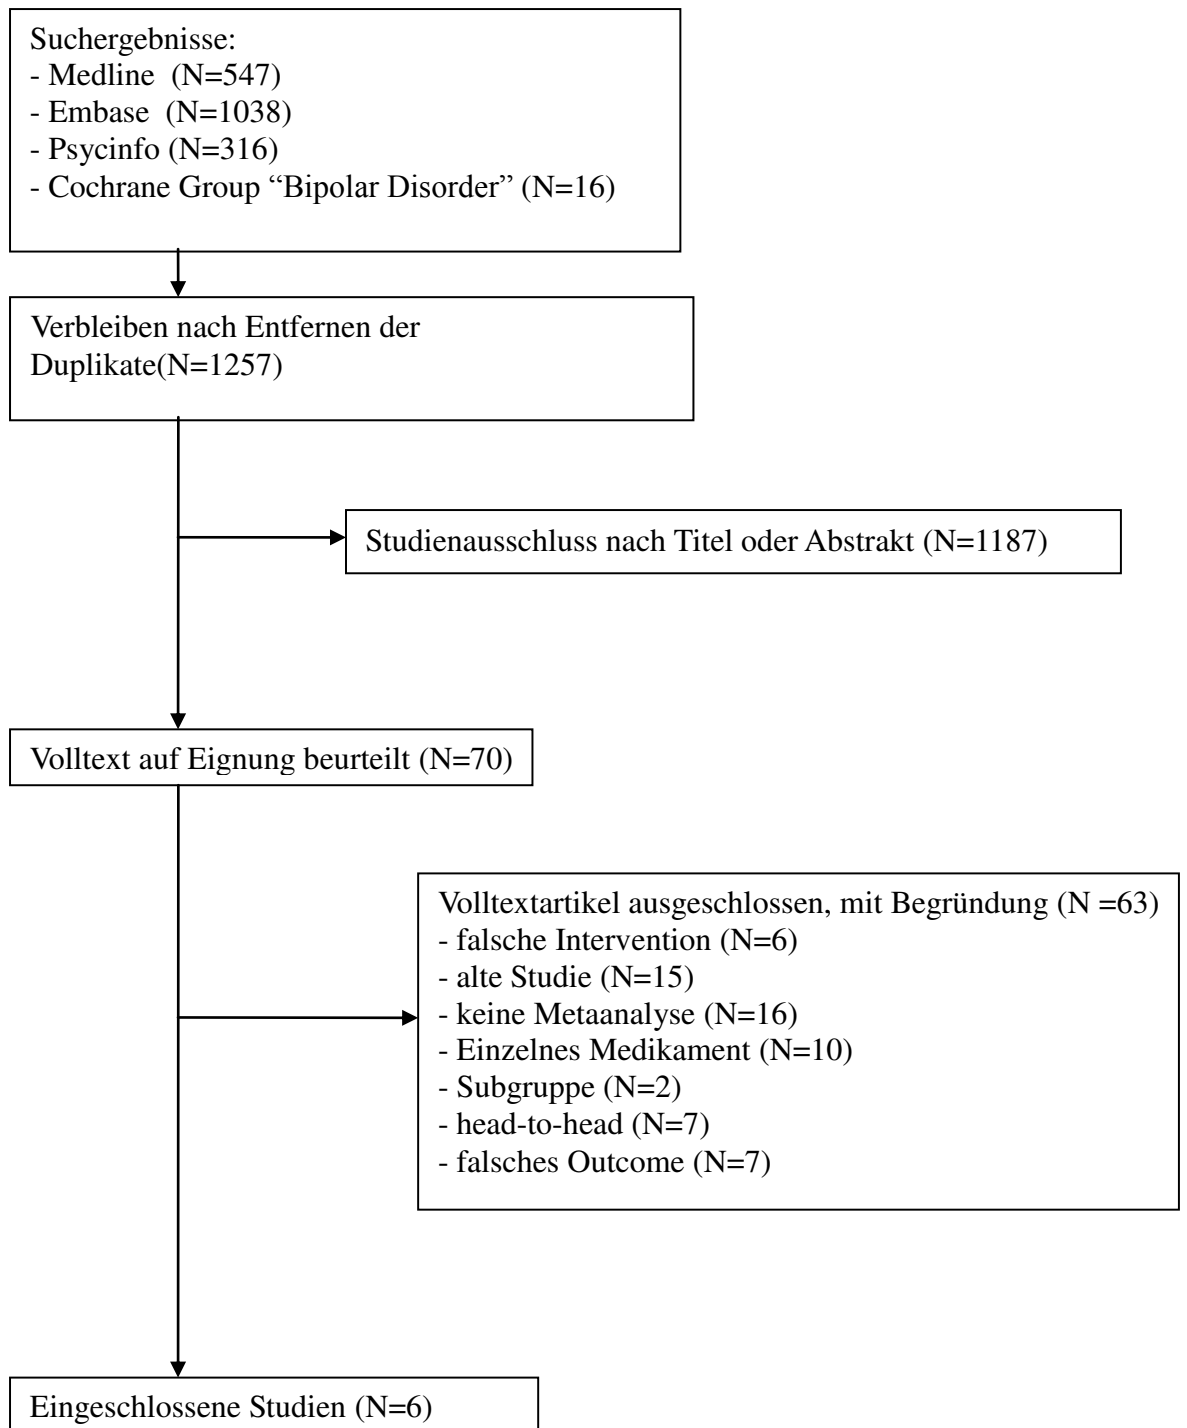 Suchergebnisse:
- Medline  (N=547)
- Embase  (N=1038)
- Psycinfo (N=316)
- Cochrane Group “Bipolar Disorder” (N=16)
Verbleiben nach Entfernen der
Duplikate(N=1257)
Studienausschluss nach Titel oder Abstrakt (N=1187)
Volltext auf Eignung beurteilt (N=70)
Volltextartikel ausgeschlossen, mit Begründung (N =63)
- falsche Intervention (N=6)
- alte Studie (N=15)
- keine Metaanalyse (N=16)
- Einzelnes Medikament (N=10)
- Subgruppe (N=2)
- head-to-head (N=7)
- falsches Outcome (N=7)
Eingeschlossene Studien (N=6)